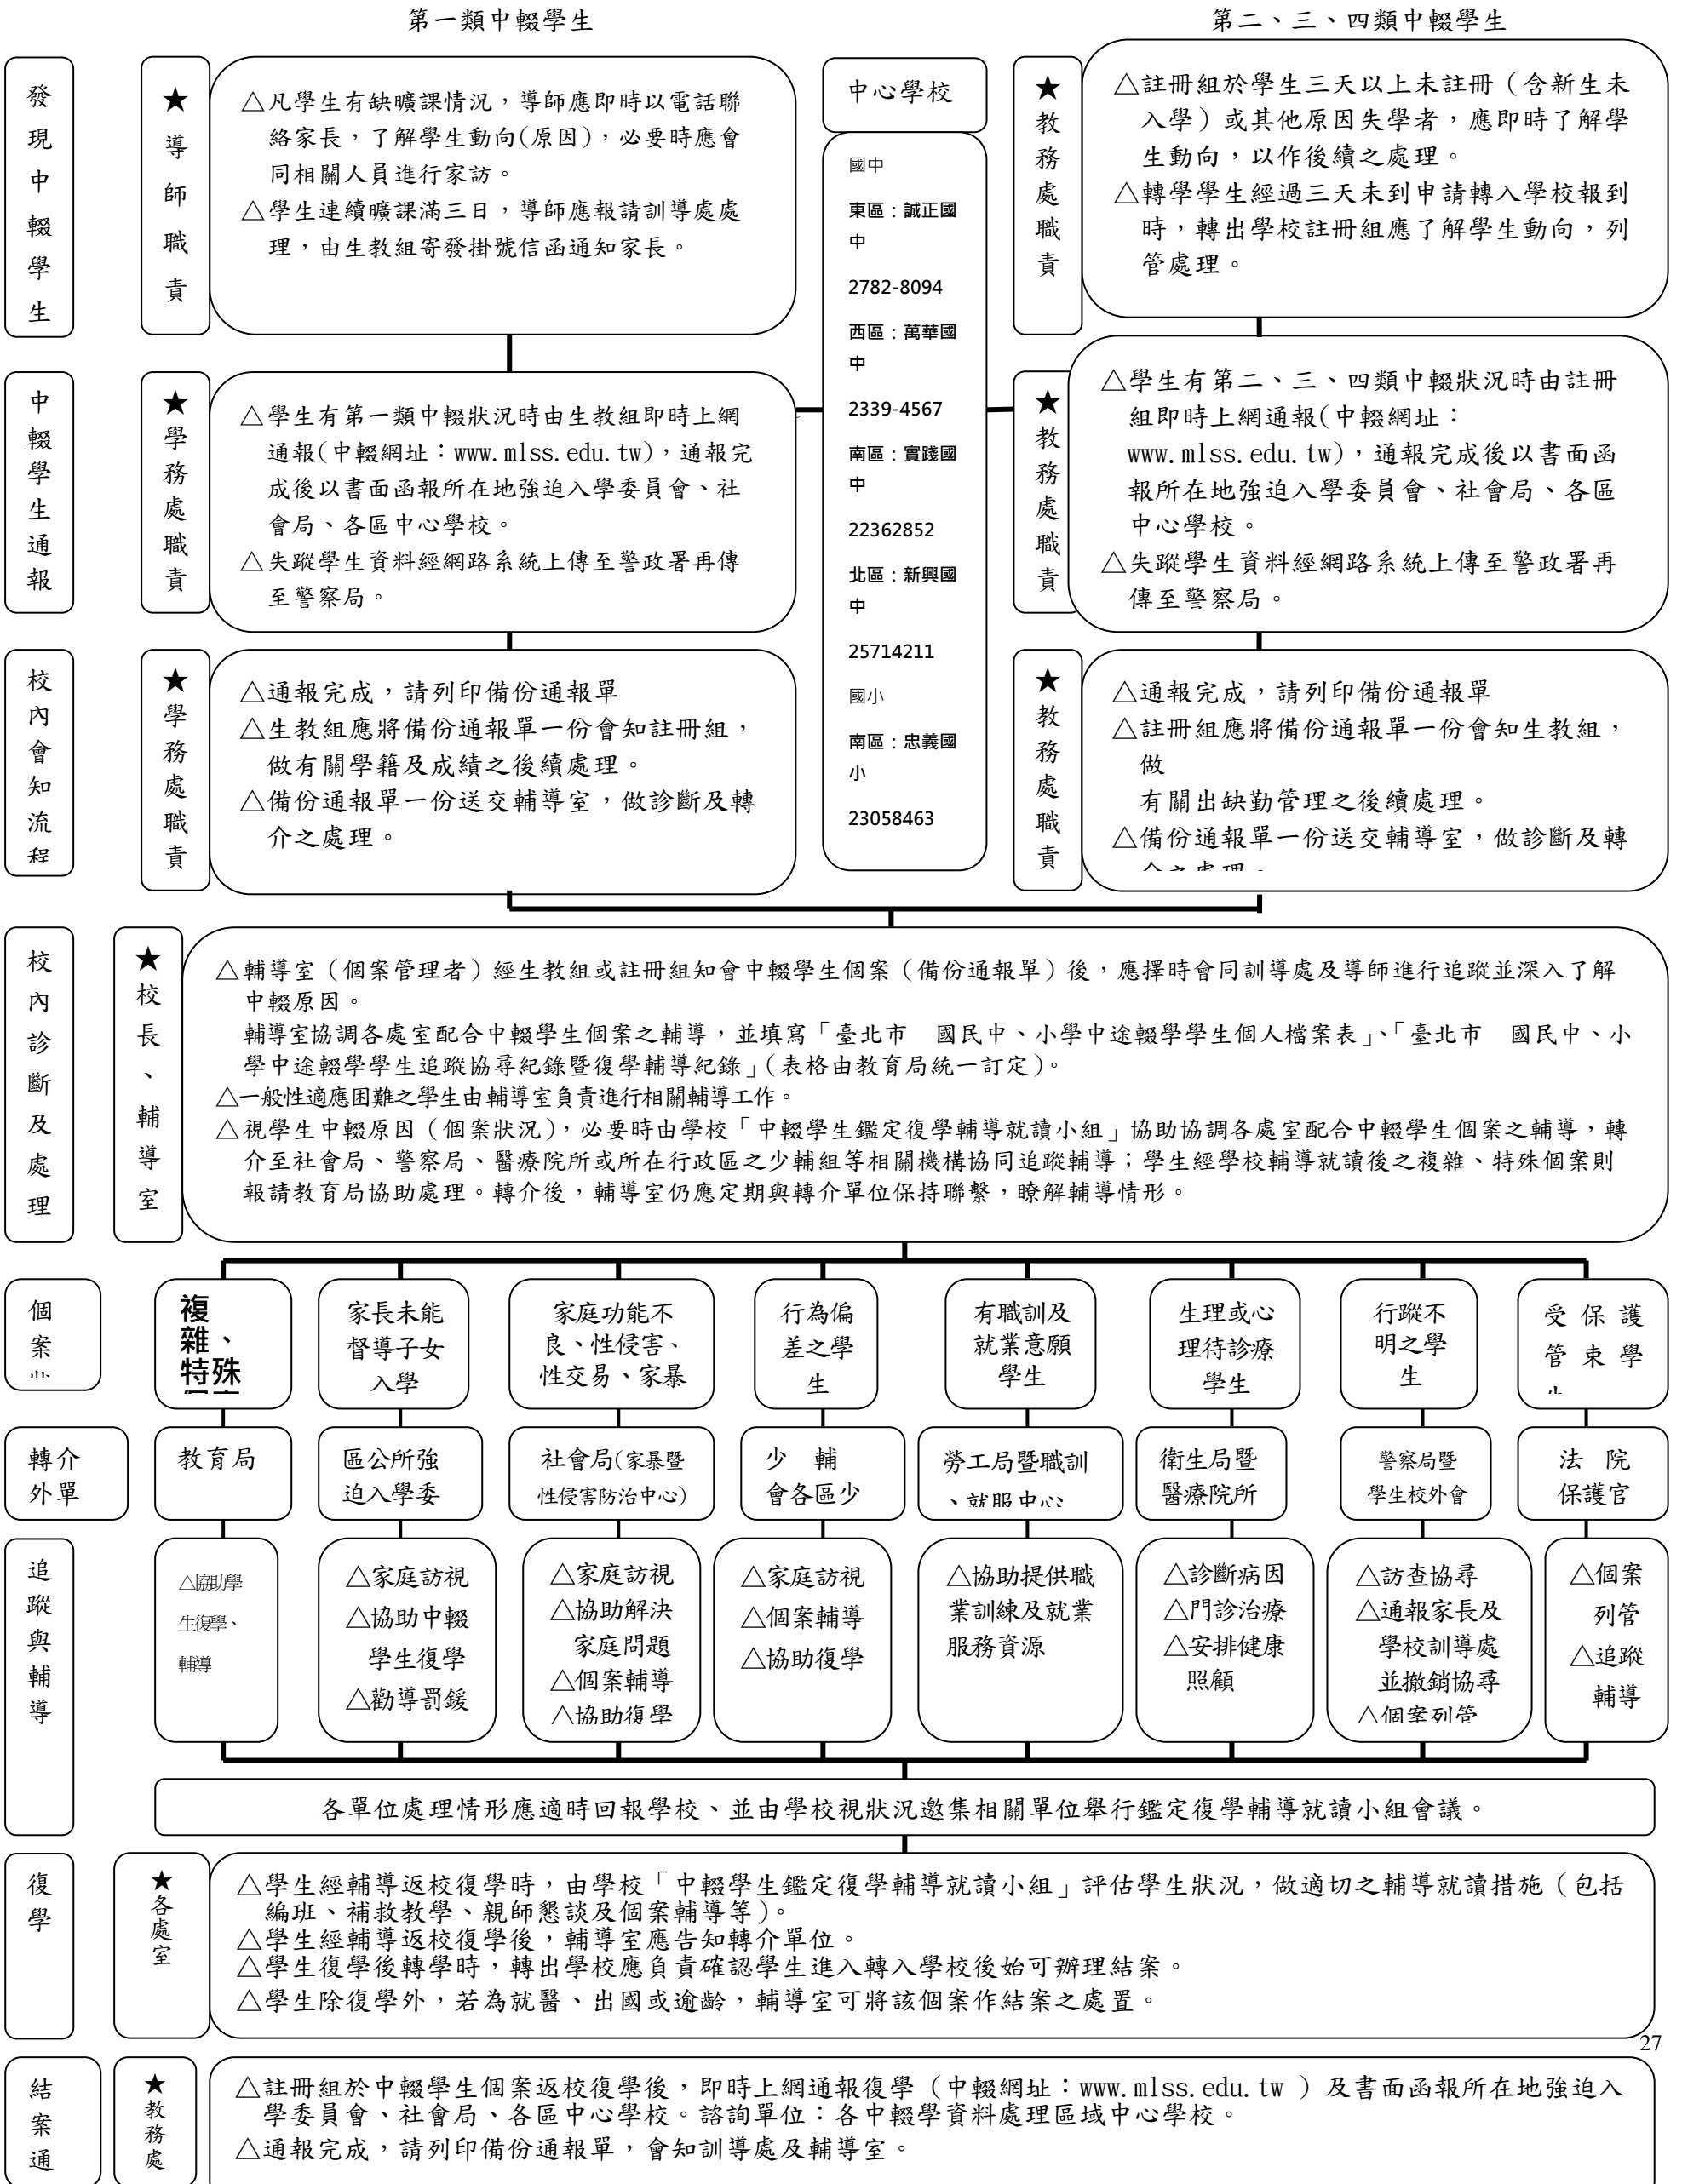 第一類中輟學生
第二、三、四類中輟學生
發現中輟學生
★導師職責
△凡學生有缺曠課情況，導師應即時以電話聯
絡家長，了解學生動向(原因)，必要時應會
同相關人員進行家訪。
△學生連續曠課滿三日，導師應報請訓導處處
理，由生教組寄發掛號信函通知家長。
中心學校
國中
東區：誠正國
中
2782-8094
西區：萬華國
中
2339-4567
南區：實踐國
中
22362852
北區：新興國
中
25714211
國小
南區：忠義國
小
23058463
★教務處職責
△註冊組於學生三天以上未註冊（含新生未
入學）或其他原因失學者，應即時了解學
生動向，以作後續之處理。
△轉學學生經過三天未到申請轉入學校報到
時，轉出學校註冊組應了解學生動向，列
管處理。
中輟學生通報
★學務處職責
△學生有第一類中輟狀況時由生教組即時上網
通報(中輟網址：www.mlss.edu.tw)，通報完
成後以書面函報所在地強迫入學委員會、社
會局、各區中心學校。
△失蹤學生資料經網路系統上傳至警政署再傳
至警察局。
★教務處職責
△學生有第二、三、四類中輟狀況時由註冊
組即時上網通報(中輟網址：
www.mlss.edu.tw)，通報完成後以書面函
報所在地強迫入學委員會、社會局、各區
中心學校。
△失蹤學生資料經網路系統上傳至警政署再
傳至警察局。
校內會知流程
★學務處職責
△通報完成，請列印備份通報單
△生教組應將備份通報單一份會知註冊組，
做有關學籍及成績之後續處理。
△備份通報單一份送交輔導室，做診斷及轉
介之處理。
★教務處職責
△通報完成，請列印備份通報單
△註冊組應將備份通報單一份會知生教組，
做
有關出缺勤管理之後續處理。
△備份通報單一份送交輔導室，做診斷及轉
介之處理。
校內診斷及處理
★校長、輔導室
△輔導室（個案管理者）經生教組或註冊組知會中輟學生個案（備份通報單）後，應擇時會同訓導處及導師進行追蹤並深入了解
中輟原因。
輔導室協調各處室配合中輟學生個案之輔導，並填寫「臺北市　國民中、小學中途輟學學生個人檔案表」、「臺北市　國民中、小
學中途輟學學生追蹤協尋紀錄暨復學輔導紀錄」(表格由教育局統一訂定)。
△一般性適應困難之學生由輔導室負責進行相關輔導工作。
△視學生中輟原因（個案狀況），必要時由學校「中輟學生鑑定復學輔導就讀小組」協助協調各處室配合中輟學生個案之輔導，轉
介至社會局、警察局、醫療院所或所在行政區之少輔組等相關機構協同追蹤輔導；學生經學校輔導就讀後之複雜、特殊個案則
報請教育局協助處理。轉介後，輔導室仍應定期與轉介單位保持聯繫，瞭解輔導情形。
個案
複
雜、
特殊
家長未能
督導子女
入學
家庭功能不
良、性侵害、
性交易、家暴
行為偏
差之學
生
有職訓及
就業意願
學生
生理或心
理待診療
學生
行蹤不
明之學
生
受保護
管束學
轉介
外單
教育局
區公所強
迫入學委
社會局(家暴暨
性侵害防治中心)
少　輔
會各區少
勞工局暨職訓
、就服中心
衛生局暨
醫療院所
警察局暨
學生校外會
法　院
保護官
追蹤與輔導
△協助學
生復學、
輔導
△家庭訪視
△協助中輟
學生復學
△勸導罰鍰
△家庭訪視
△協助解決
家庭問題
△個案輔導
△協助復學
△家庭訪視
△個案輔導
△協助復學
△協助提供職
業訓練及就業
服務資源
△診斷病因
△門診治療
△安排健康
照顧
△訪查協尋
△通報家長及
學校訓導處
並撤銷協尋
△個案列管
△個案
列管
△追蹤
輔導
各單位處理情形應適時回報學校、並由學校視狀況邀集相關單位舉行鑑定復學輔導就讀小組會議。
復學
★各處室
△學生經輔導返校復學時，由學校「中輟學生鑑定復學輔導就讀小組」評估學生狀況，做適切之輔導就讀措施（包括
編班、補救教學、親師懇談及個案輔導等）。
△學生經輔導返校復學後，輔導室應告知轉介單位。
△學生復學後轉學時，轉出學校應負責確認學生進入轉入學校後始可辦理結案。
△學生除復學外，若為就醫、出國或逾齡，輔導室可將該個案作結案之處置。
27
結案通
★教務處
△註冊組於中輟學生個案返校復學後，即時上網通報復學（中輟網址：www.mlss.edu.tw ）及書面函報所在地強迫入
學委員會、社會局、各區中心學校。諮詢單位：各中輟學資料處理區域中心學校。
△通報完成，請列印備份通報單，會知訓導處及輔導室。